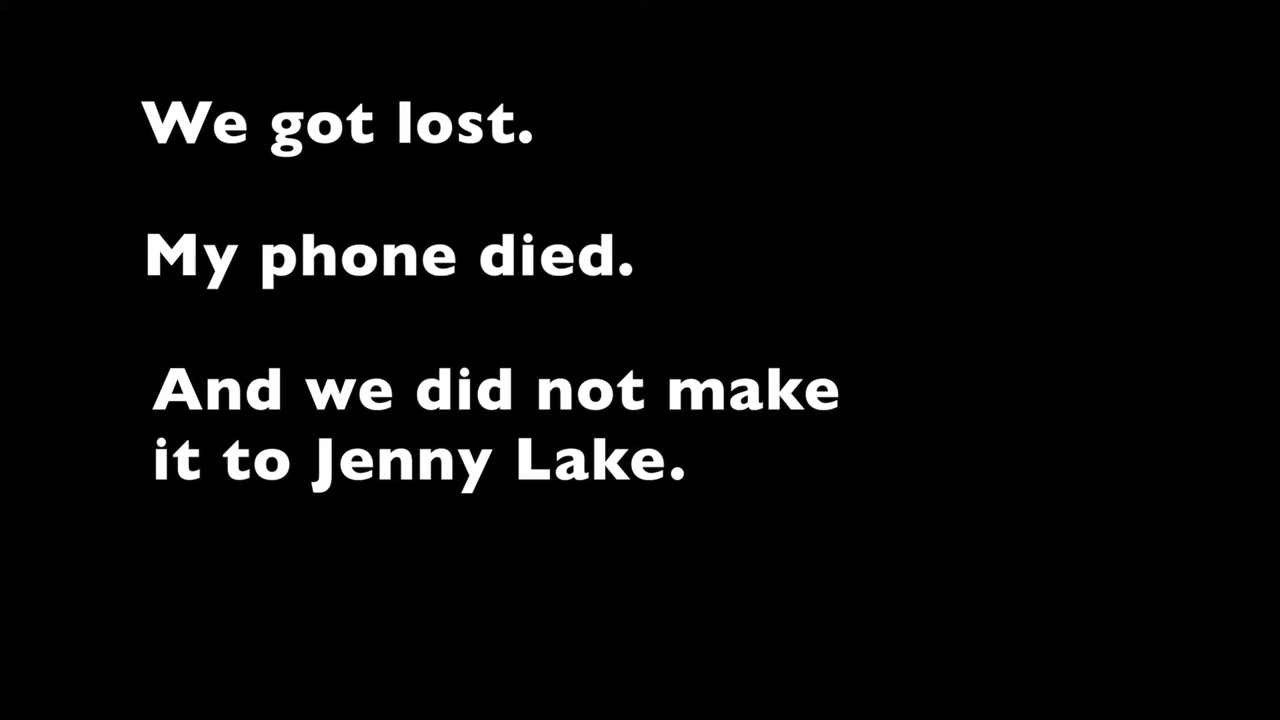 We got lost.
My phone died.
And we did not make
it to Jenny Lake.